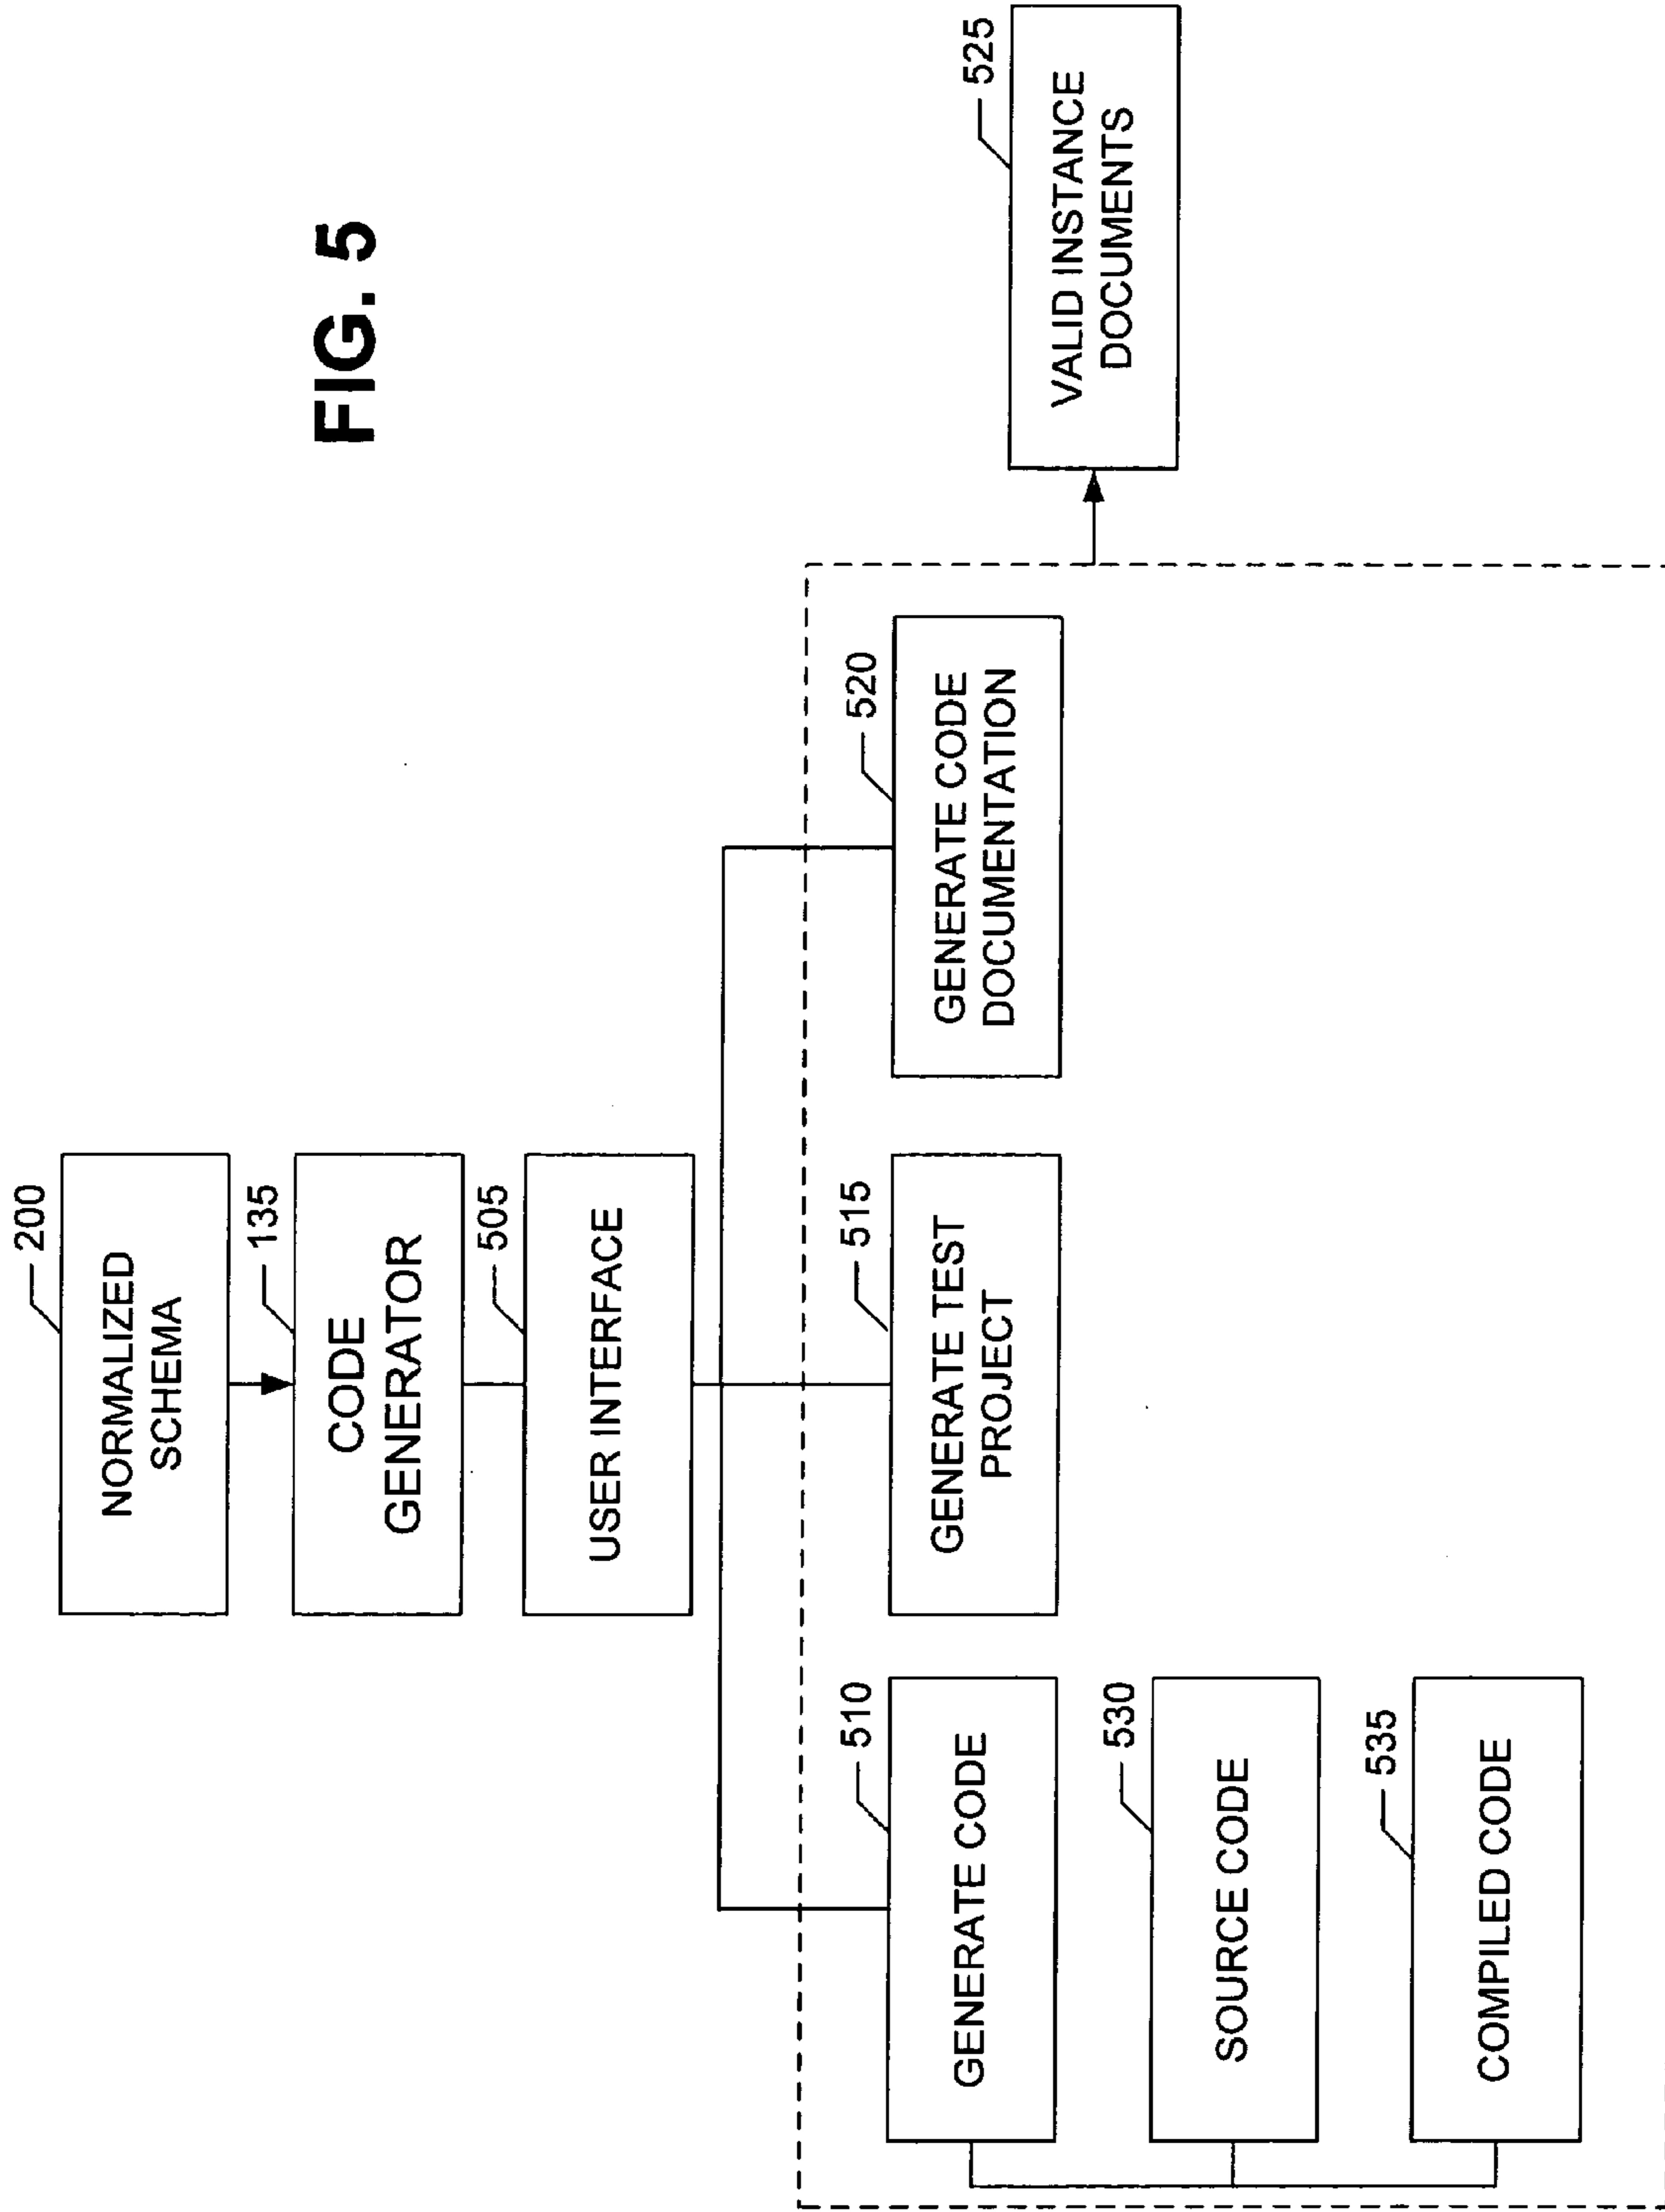 FIG. 5
200
NORMALIZED
SCHEMA
135
CODE
GENERATOR
505
USER INTERFACE
510
GENERATE CODE
515
GENERATE TEST
PROJECT
520
GENERATE CODE
DOCUMENTATION
525
VALID INSTANCE
DOCUMENTS
530
SOURCE CODE
535
COMPILED CODE